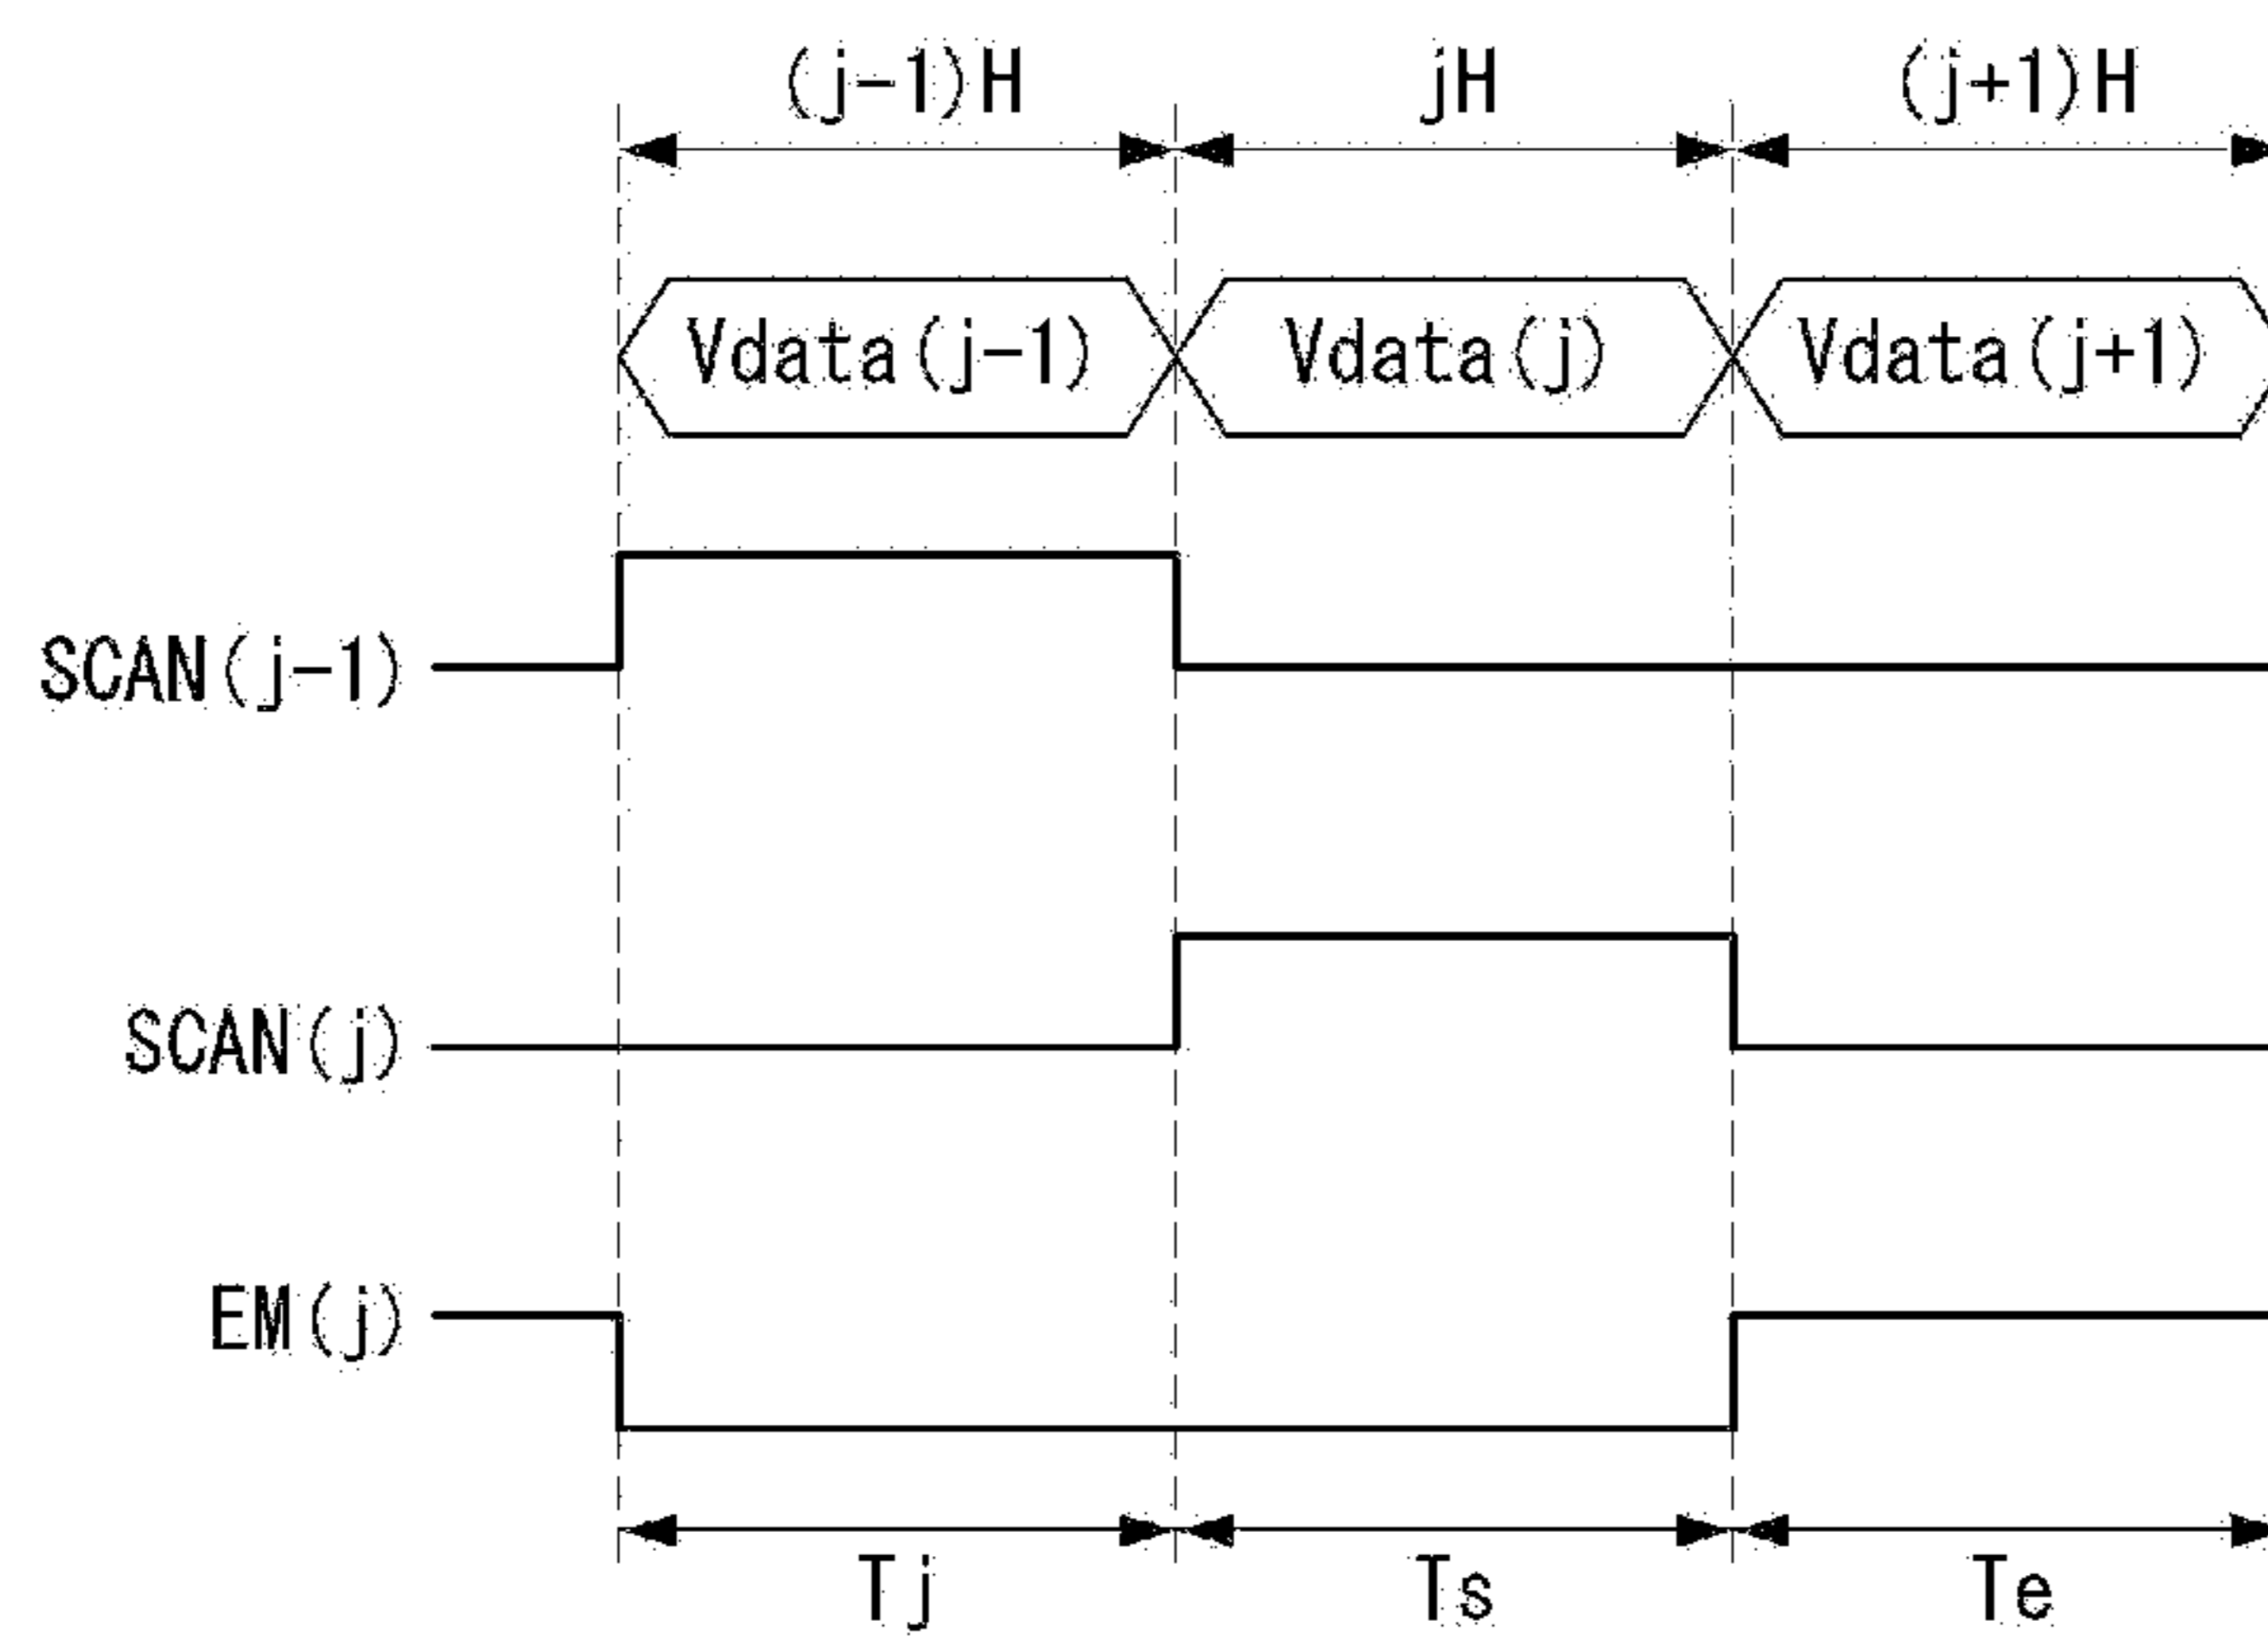 (j-1)H jH (j+1)H
Vdata(j-1) Vdata(j) Vdata(j+1)
SCAN(j-1)
SCAN(j)
EM(j)
Tj Ts Te